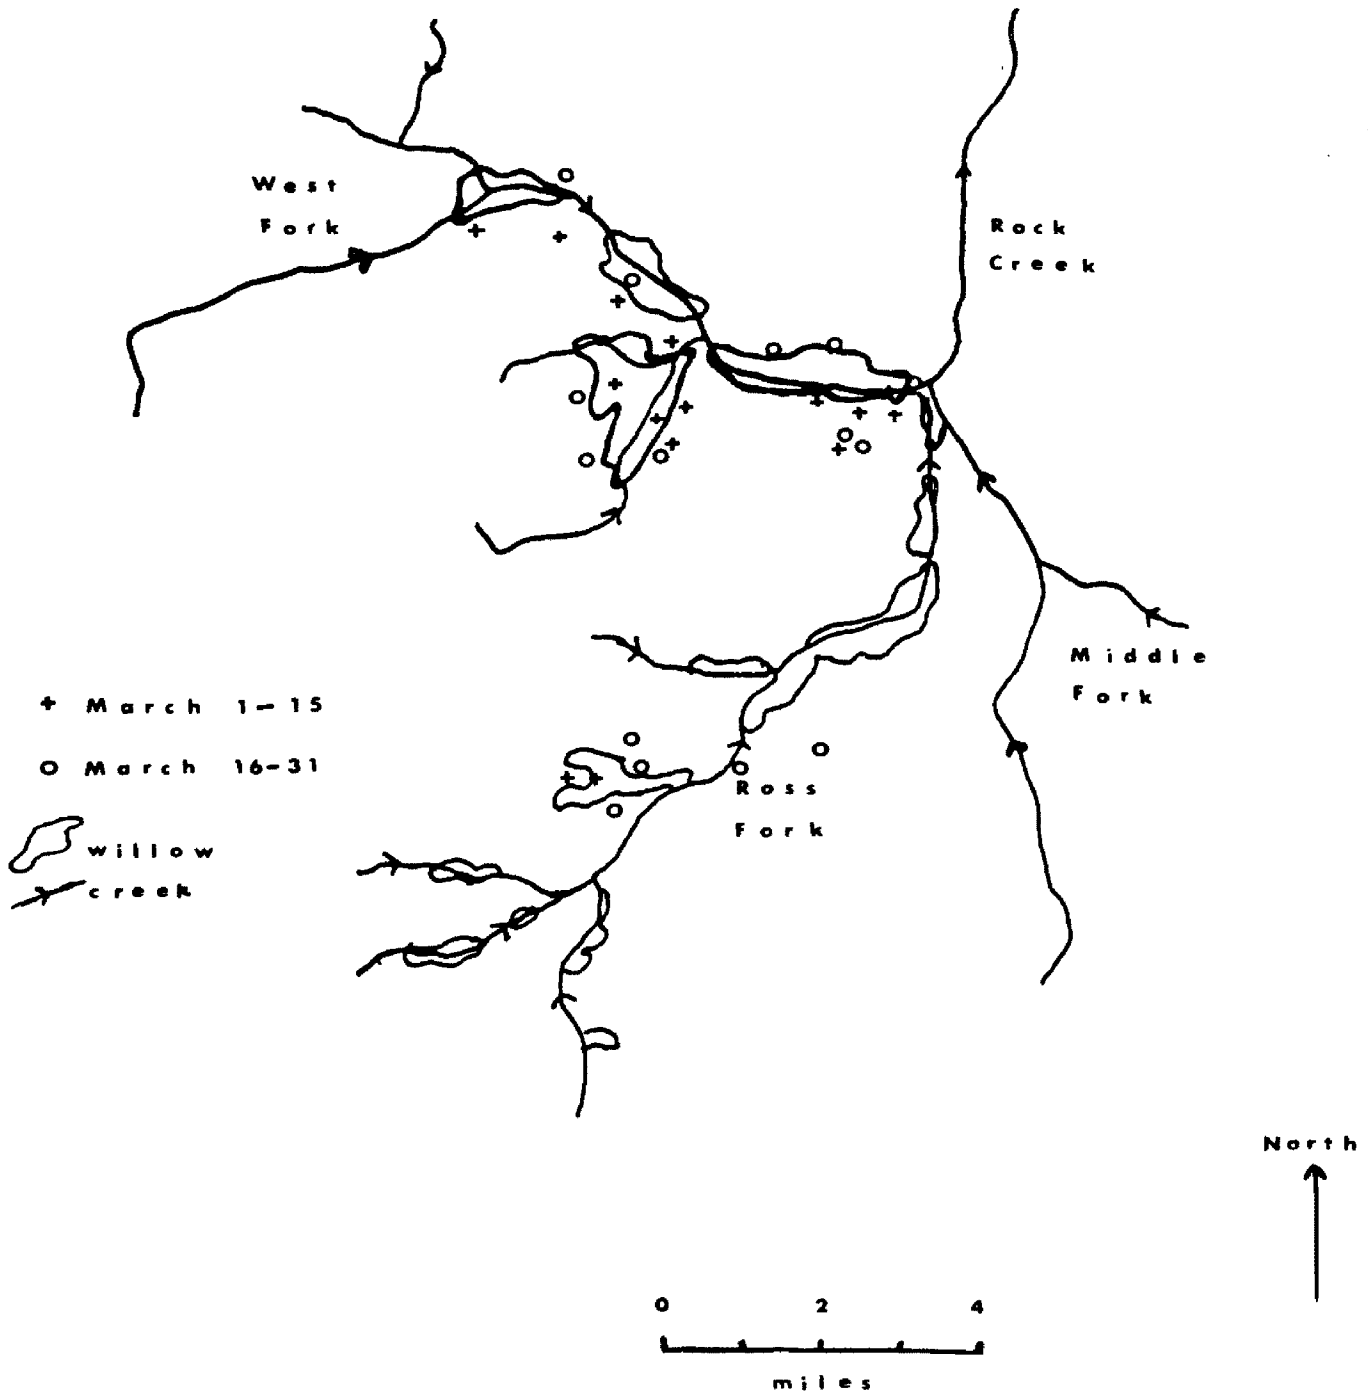 West
Fork
Rock
Creek
Middle
Fork
+ March 1-15
o March 16-31
Ross
Fork
willow
creek
North
0 2 4
miles